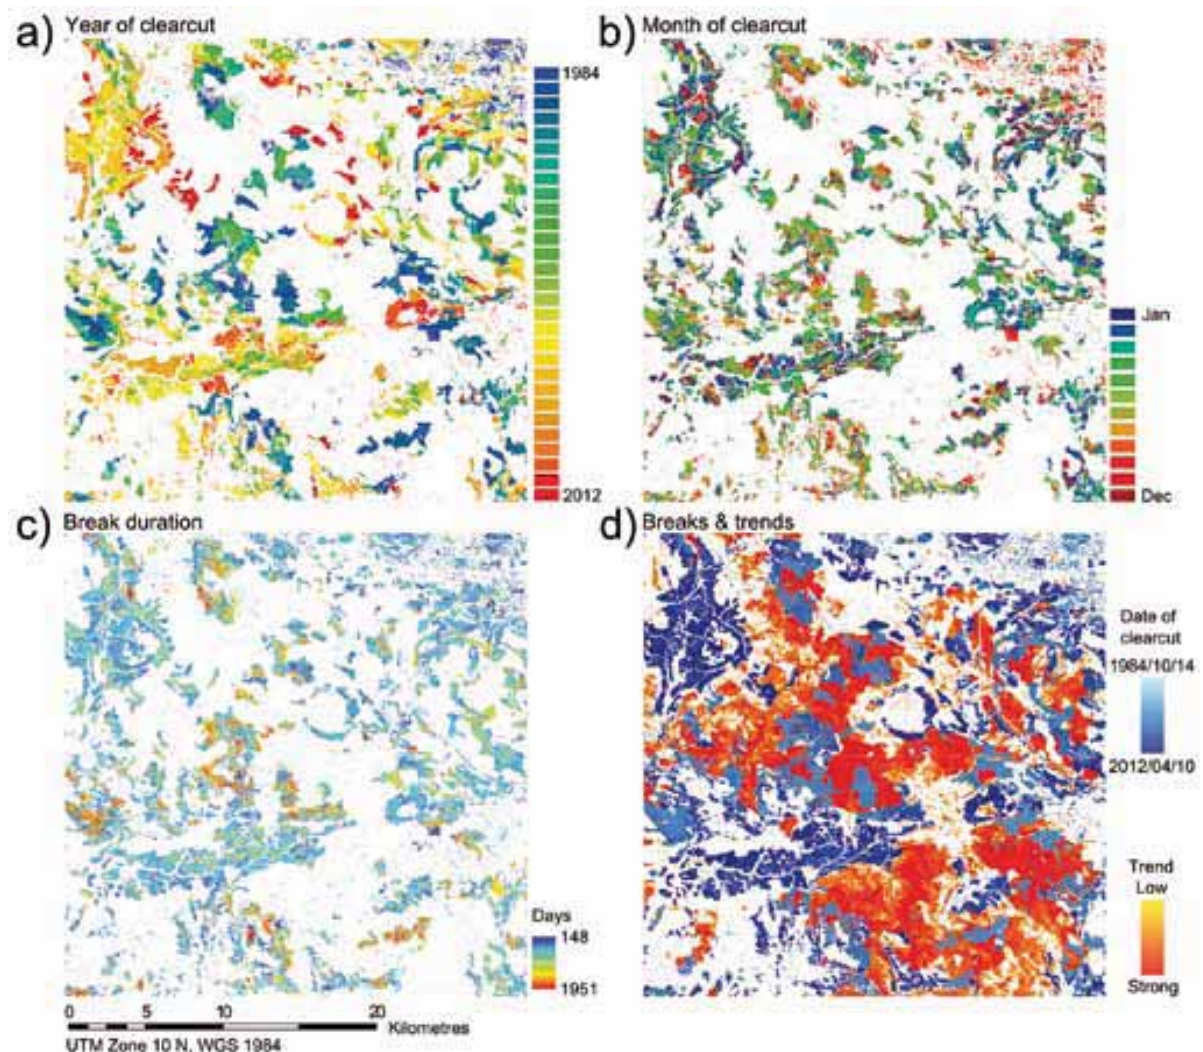 a) Year of clearcut
1984
2012
b) Month of clearcut
Jan
Dec
c) Break duration
Days
148
1951
0 5 10 20 Kilometres
UTM Zone 10 N, WGS 1984
d) Breaks & trends
Date of
clearcut
1984/10/14
2012/04/10
Trend
Low
Strong